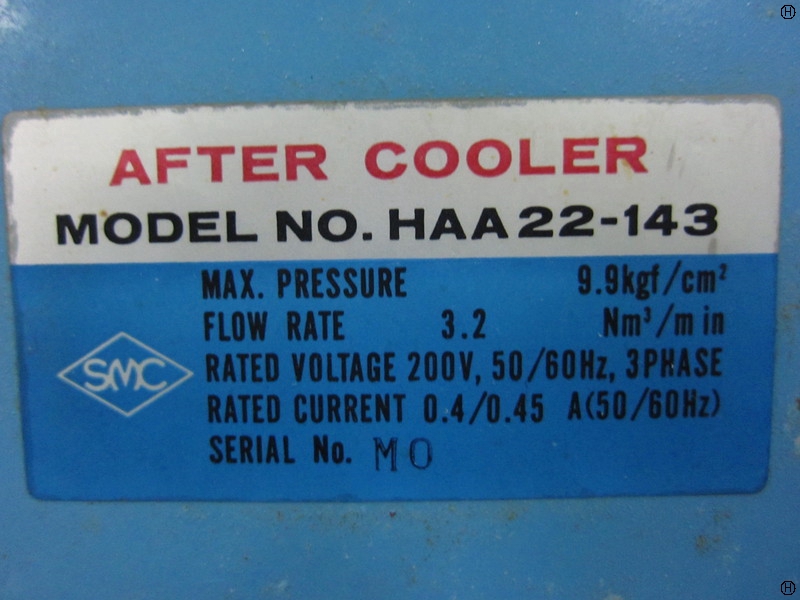 AFTER COOLER
MODEL NO. HAA22-143
MAX. PRESSURE 9.9kgf/cm²
FLOW RATE 3.2 Nm³/min
SMC
RATED VOLTAGE 200V, 50/60Hz, 3PHASE
RATED CURRENT 0.4/0.45 A(50/60Hz)
SERIAL No. MO
H
H